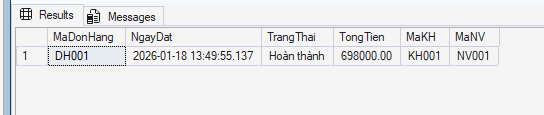 Results Messages
MaDonHang NgayDat TrangThai TongTien MaKH MaNV
1 DH001 2026-01-18 13:49:55.137 Hoàn thành 698000.00 KH001 NV001